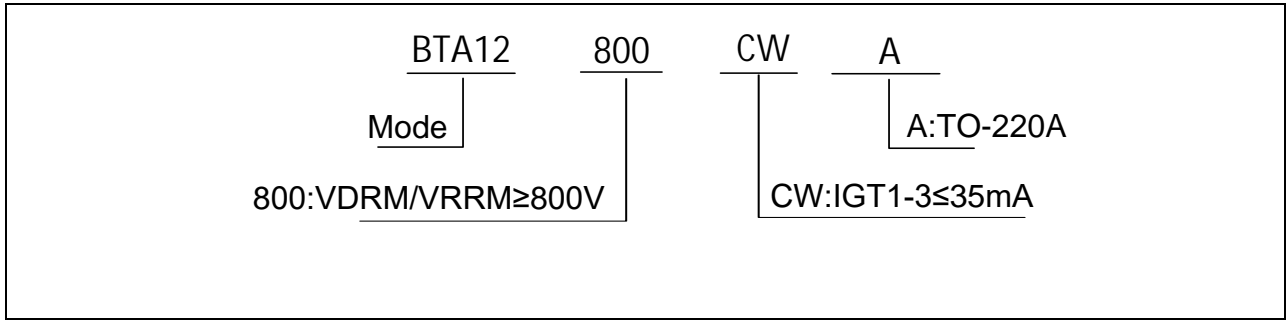 BTA12 800 CW A
Mode A:TO-220A
800:VDRM/VRRM≥800V CW:IGT1-3≤35mA